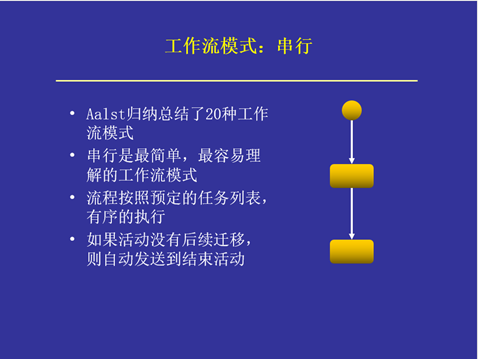 工作流模式：串行
• Aalst归纳总结了20种工作
流模式
• 串行是最简单，最容易理
解的工作流模式
• 流程按照预定的任务列表，
有序的执行
• 如果活动没有后续迁移，
则自动发送到结束活动